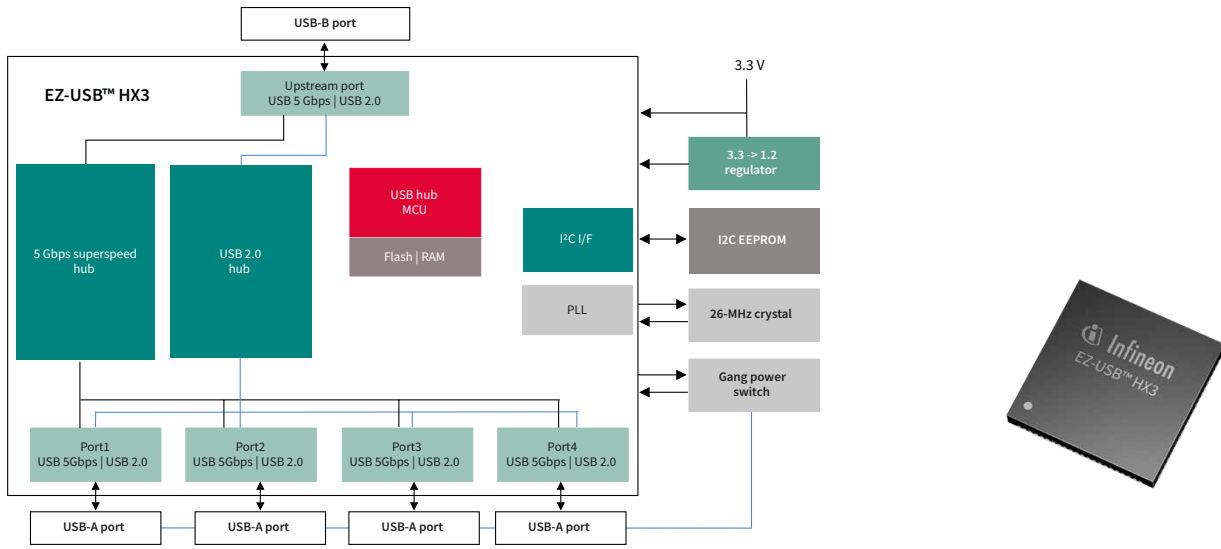 USB-B port
EZ-USB™ HX3
Upstream port
USB 5 Gbps | USB 2.0
3.3 V
3.3 -> 1.2
regulator
5 Gbps superspeed
hub
USB 2.0
hub
USB hub
MCU
Flash | RAM
I²C I/F
I2C EEPROM
PLL
26-MHz crystal
Gang power
switch
Port1
USB 5Gbps | USB 2.0
Port2
USB 5Gbps | USB 2.0
Port3
USB 5Gbps | USB 2.0
Port4
USB 5Gbps | USB 2.0
USB-A port
USB-A port
USB-A port
USB-A port
Infineon
EZ-USB™ HX3